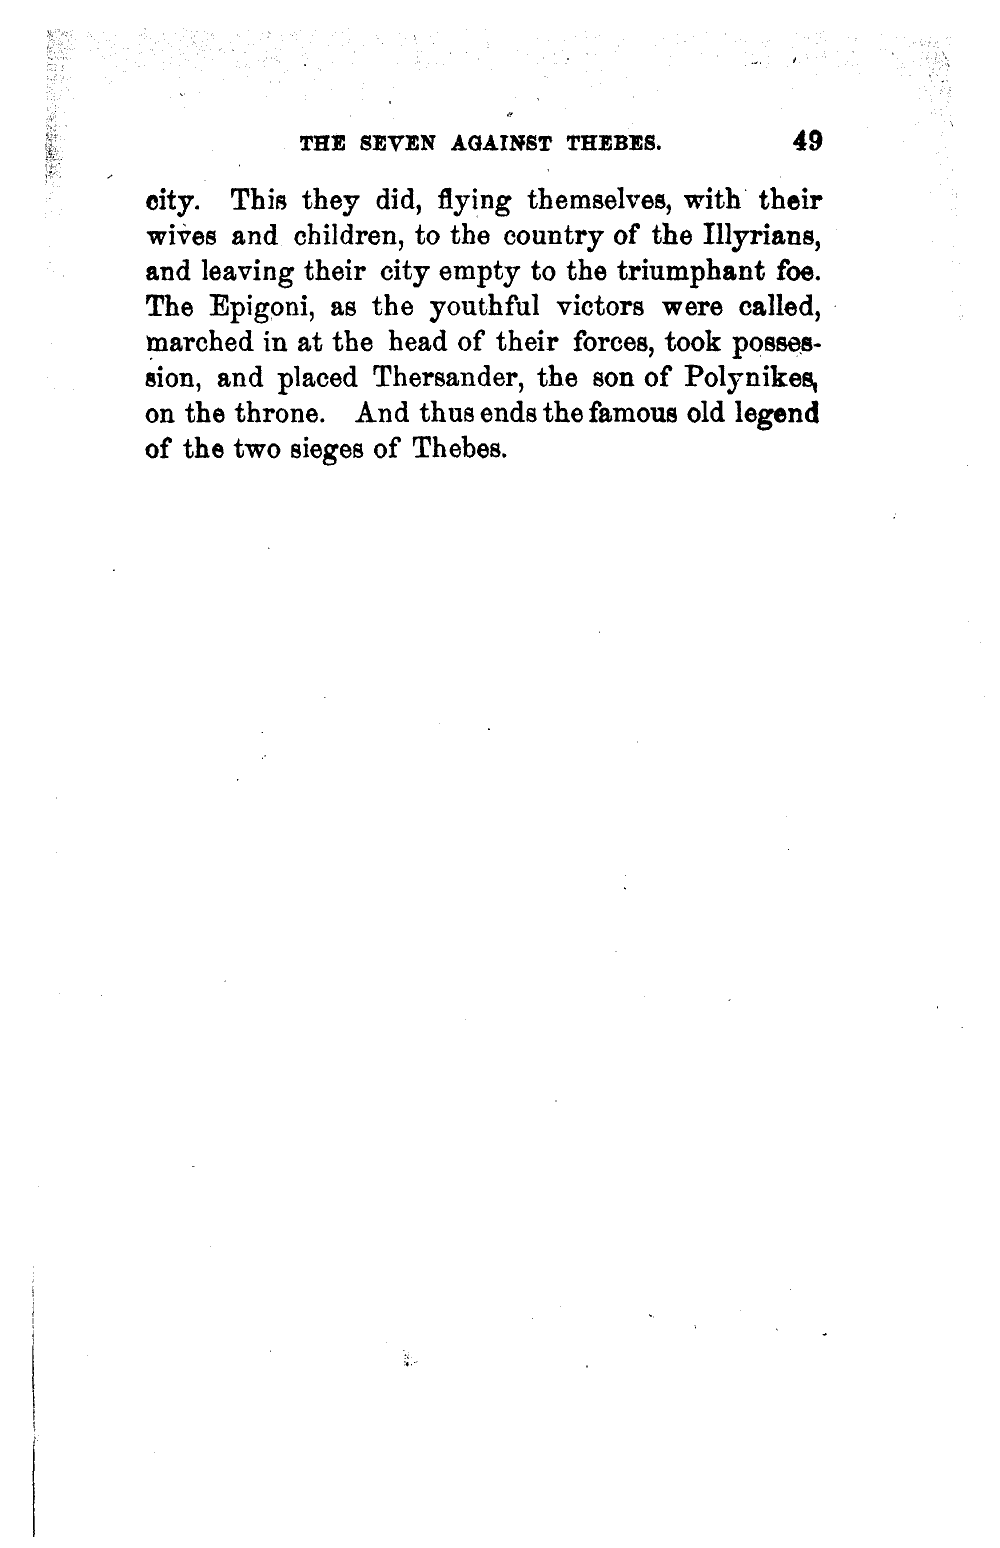 THE SEVEN AGAINST THEBES. 49
city. This they did, flying themselves, with their
wives and children, to the country of the Illyrians,
and leaving their city empty to the triumphant foe.
The Epigoni, as the youthful victors were called,
marched in at the head of their forces, took posses-
sion, and placed Thersander, the son of Polynikes,
on the throne. And thus ends the famous old legend
of the two sieges of Thebes.